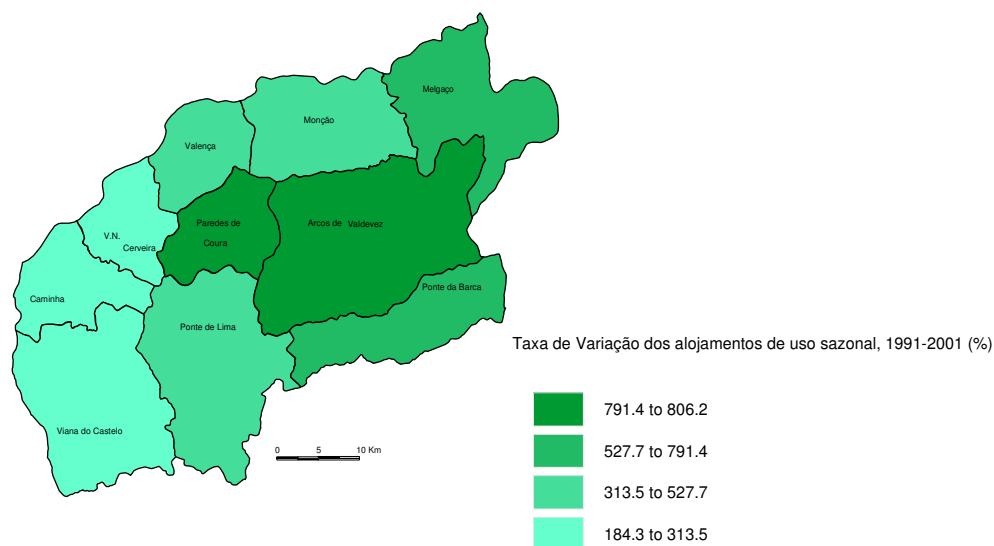 Melgaço
Monção
Valença
Paredes de
Coura
Arcos de Valdevez
V.N.
Cerveira
Ponte da Barca
Caminha
Ponte de Lima
Viana do Castelo
0 5 10 Km
Taxa de Variação dos alojamentos de uso sazonal, 1991-2001 (%)
791.4 to 806.2
527.7 to 791.4
313.5 to 527.7
184.3 to 313.5